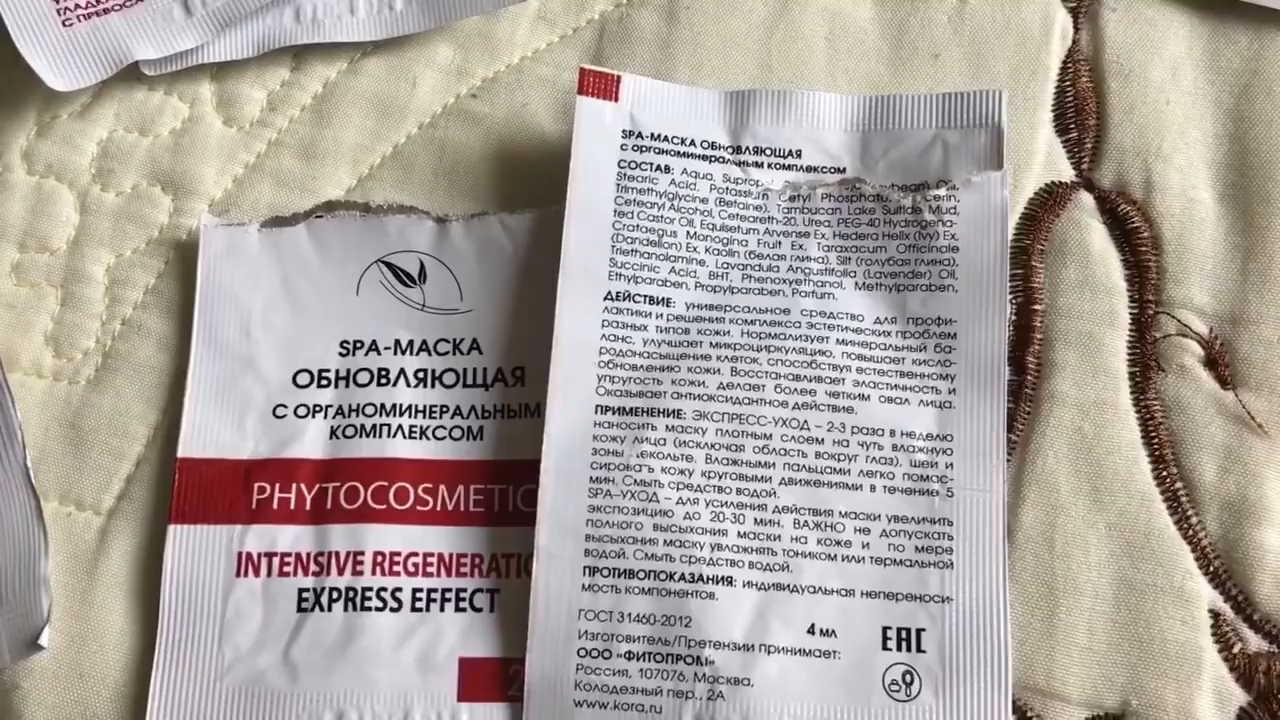 ГЛАДК
С ПРЕВОСХ
SPA-МАСКА
ОБНОВЛЯЮЩАЯ
С ОРГАНОМИНЕРАЛЬНЫМ
КОМПЛЕКСОМ
PHYTOCOSMETIC
INTENSIVE REGENERATIO
EXPRESS EFFECT
2
SPA-МАСКА ОБНОВЛЯЮЩАЯ
с органоминеральным комплексом
СОСТАВ: Aqua, (Soybean) Oil,
Stearic Acid, Potassium Cetyl Phosphate, Glycerin,
Trimethylglycine (Betaine), Tambucan Lake Sulfide Mud,
Cetearyl Alcohol, Ceteareth-20, Urea, PEG-40 Hydrogena-
ted Castor Oil, Equisetum Arvense Ex, Hedera Helix (Ivy) Ex,
Crataegus Monogina Fruit Ex, Taraxacum Officinale
(Dandelion) Ex, Kaolin (белая глина), Silt (голубая глина),
Triethanolamine, Lavandula Angustifolia (Lavender) Oil,
Succinic Acid, BHT, Phenoxyethanol, Methylparaben,
Ethylparaben, Propylparaben, Parfum.
ДЕЙСТВИЕ: универсальное средство для профи-
лактики и решения комплекса эстетических проблем
разных типов кожи. Нормализует минеральный ба-
ланс, улучшает микроциркуляцию, повышает кисло-
родонасыщение клеток, способствуя естественному
обновлению кожи. Восстанавливает эластичность и
упругость кожи, делает более четким овал лица.
Оказывает антиоксидантное действие.
ПРИМЕНЕНИЕ: ЭКСПРЕСС-УХОД – 2-3 раза в неделю
наносить маску плотным слоем на чуть влажную
кожу лица (исключая область вокруг глаз), шеи и
зоны декольте. Влажными пальцами легко помас-
сировать кожу круговыми движениями в течение 5
мин. Смыть средство водой.
SPA–УХОД – для усиления действия маски увеличить
экспозицию до 20-30 мин. ВАЖНО не допускать
полного высыхания маски на коже и по мере
высыхания маску увлажнять тоником или термальной
водой. Смыть средство водой.
ПРОТИВОПОКАЗАНИЯ: индивидуальная непереноси-
мость компонентов.
ГОСТ 31460-2012
4 мл
EAC
Изготовитель/Претензии принимает:
ООО «ФИТОПРОМ»
Россия, 107076, Москва,
Колодезный пер., 2А
www.kora.ru